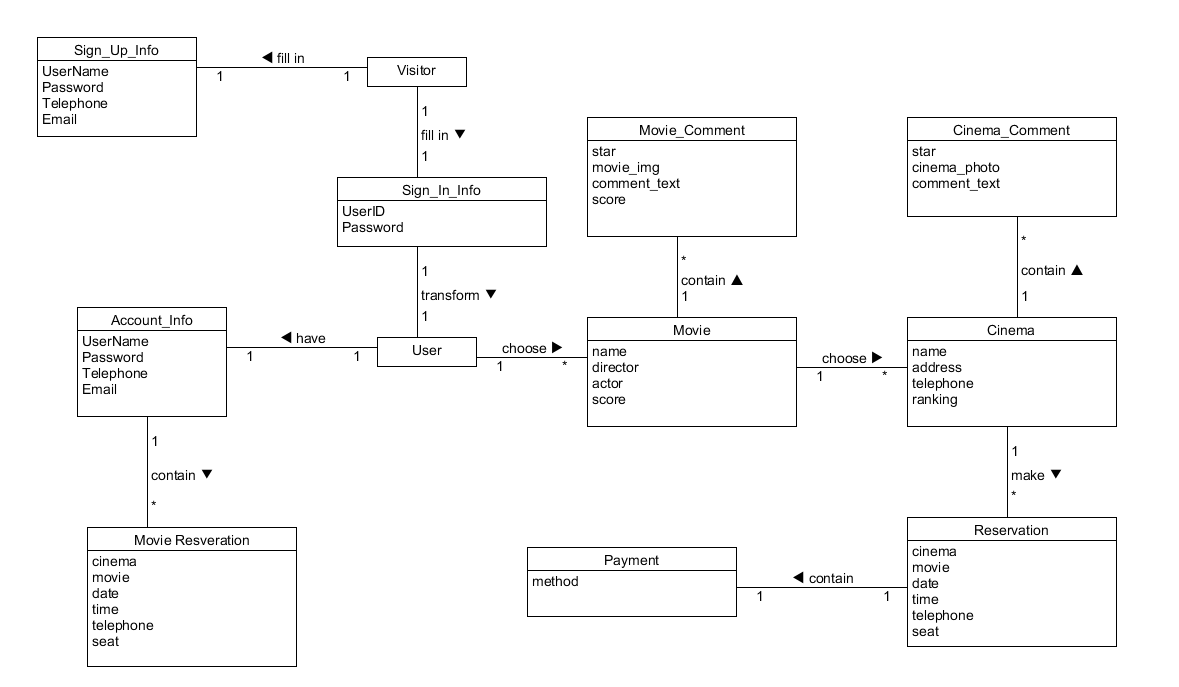 Sign_Up_Info
UserName
Password
Telephone
Email
◀ fill in
1
1
Visitor
1
fill in ▼
1
Sign_In_Info
UserID
Password
1
transform ▼
1
User
Account_Info
UserName
Password
Telephone
Email
◀ have
1
1
1
contain ▼
*
Movie Resveration
cinema
movie
date
time
telephone
seat
choose ▶
1
*
Movie_Comment
star
movie_img
comment_text
score
*
contain ▲
1
Movie
name
director
actor
score
choose ▶
1
*
Cinema_Comment
star
cinema_photo
comment_text
*
contain ▲
1
Cinema
name
address
telephone
ranking
1
make ▼
*
Reservation
cinema
movie
date
time
telephone
seat
◀ contain
1
1
Payment
method